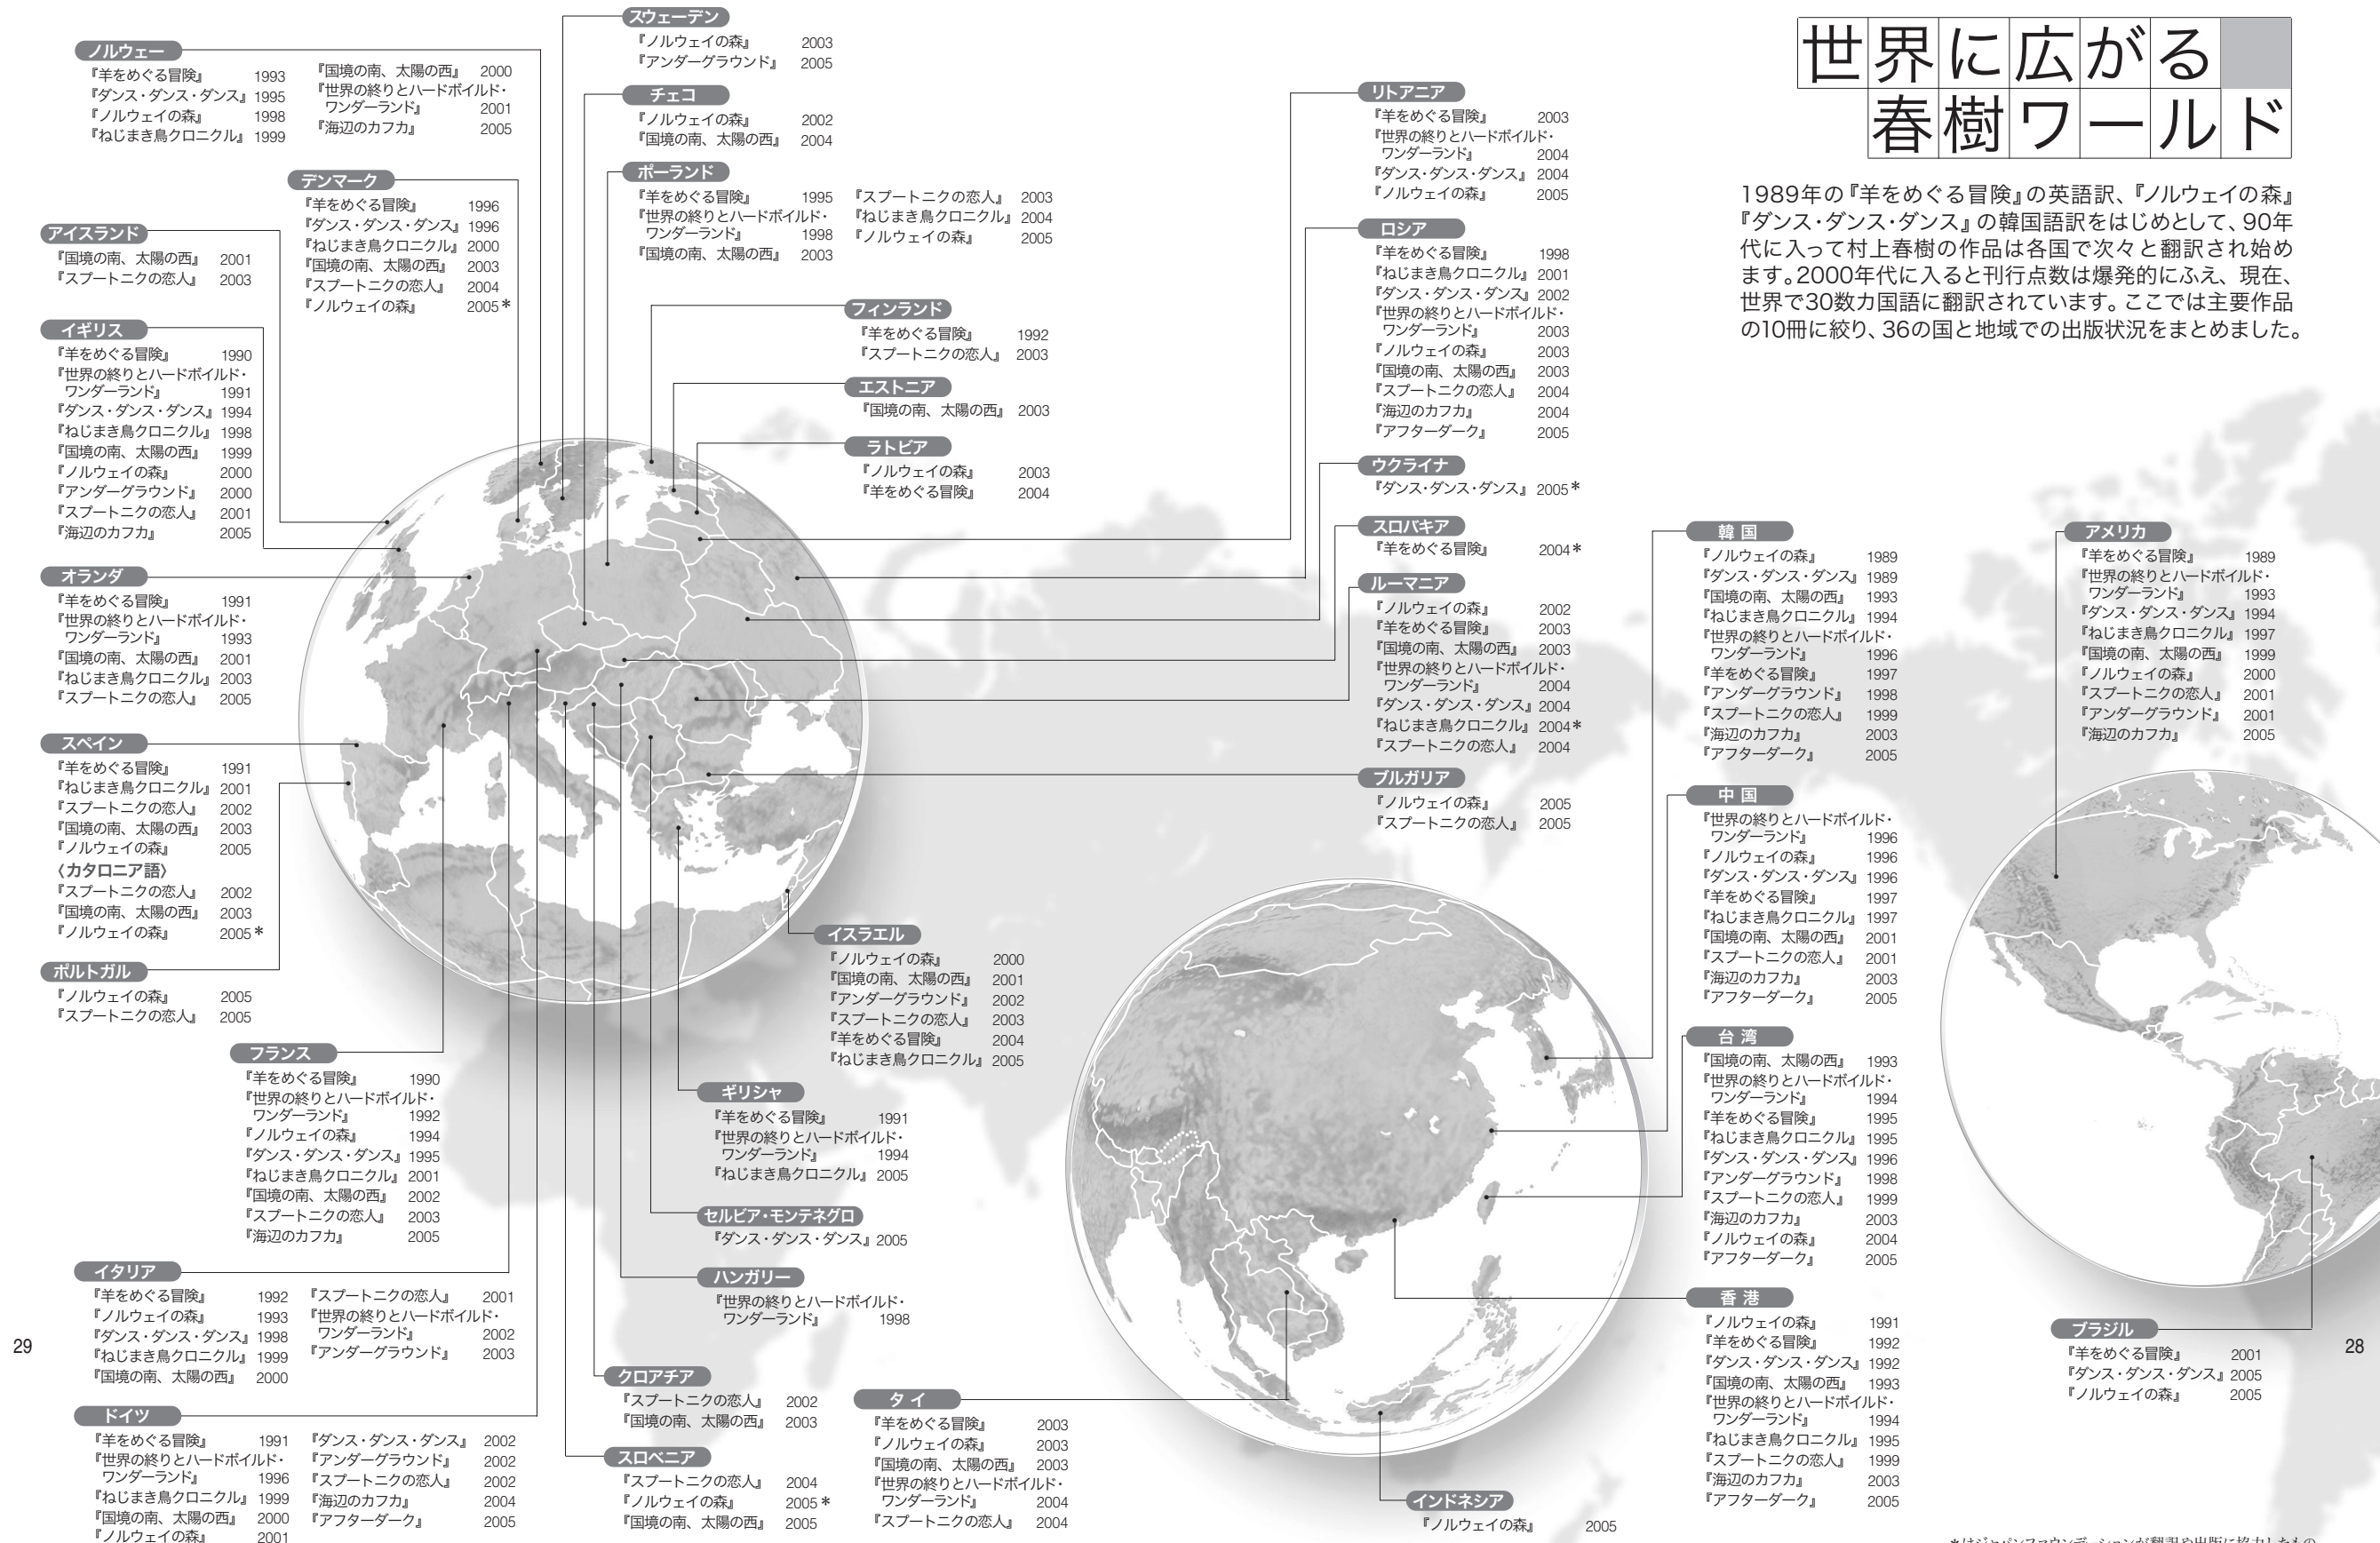 世界に広がる
春樹ワールド
1989年の『羊をめぐる冒険』の英語訳、『ノルウェイの森』
『ダンス・ダンス・ダンス』の韓国語訳をはじめとして、90年
代に入って村上春樹の作品は各国で次々と翻訳され始め
ます。2000年代に入ると刊行点数は爆発的にふえ、現在、
世界で30数カ国語に翻訳されています。ここでは主要作品
の10冊に絞り、36の国と地域での出版状況をまとめました。
ノルウェー
『羊をめぐる冒険』 1993
『ダンス・ダンス・ダンス』 1995
『ノルウェイの森』 1998
『ねじまき鳥クロニクル』 1999
『国境の南、太陽の西』 2000
『世界の終りとハードボイルド・
ワンダーランド』 2001
『海辺のカフカ』 2005
デンマーク
『羊をめぐる冒険』 1996
『ダンス・ダンス・ダンス』 1996
『ねじまき鳥クロニクル』 2000
『国境の南、太陽の西』 2003
『スプートニクの恋人』 2004
『ノルウェイの森』 2005*
アイスランド
『国境の南、太陽の西』 2001
『スプートニクの恋人』 2003
イギリス
『羊をめぐる冒険』 1990
『世界の終りとハードボイルド・
ワンダーランド』 1991
『ダンス・ダンス・ダンス』 1994
『ねじまき鳥クロニクル』 1998
『国境の南、太陽の西』 1999
『ノルウェイの森』 2000
『アンダーグラウンド』 2000
『スプートニクの恋人』 2001
『海辺のカフカ』 2005
オランダ
『羊をめぐる冒険』 1991
『世界の終りとハードボイルド・
ワンダーランド』 1993
『国境の南、太陽の西』 2001
『ねじまき鳥クロニクル』 2003
『スプートニクの恋人』 2005
スペイン
『羊をめぐる冒険』 1991
『ねじまき鳥クロニクル』 2001
『スプートニクの恋人』 2002
『国境の南、太陽の西』 2003
『ノルウェイの森』 2005
〈カタロニア語〉
『スプートニクの恋人』 2002
『国境の南、太陽の西』 2003
『ノルウェイの森』 2005*
ポルトガル
『ノルウェイの森』 2005
『スプートニクの恋人』 2005
フランス
『羊をめぐる冒険』 1990
『世界の終りとハードボイルド・
ワンダーランド』 1992
『ノルウェイの森』 1994
『ダンス・ダンス・ダンス』 1995
『ねじまき鳥クロニクル』 2001
『国境の南、太陽の西』 2002
『スプートニクの恋人』 2003
『海辺のカフカ』 2005
イタリア
『羊をめぐる冒険』 1992
『ノルウェイの森』 1993
『ダンス・ダンス・ダンス』 1998
『ねじまき鳥クロニクル』 1999
『国境の南、太陽の西』 2000
『スプートニクの恋人』 2001
『世界の終りとハードボイルド・
ワンダーランド』 2002
『アンダーグラウンド』 2003
ドイツ
『羊をめぐる冒険』 1991
『世界の終りとハードボイルド・
ワンダーランド』 1996
『ねじまき鳥クロニクル』 1999
『国境の南、太陽の西』 2000
『ノルウェイの森』 2001
『ダンス・ダンス・ダンス』 2002
『アンダーグラウンド』 2002
『スプートニクの恋人』 2002
『海辺のカフカ』 2004
『アフターダーク』 2005
29
スウェーデン
『ノルウェイの森』 2003
『アンダーグラウンド』 2005
チェコ
『ノルウェイの森』 2002
『国境の南、太陽の西』 2004
ポーランド
『羊をめぐる冒険』 1995
『世界の終りとハードボイルド・
ワンダーランド』 1998
『国境の南、太陽の西』 2003
『スプートニクの恋人』 2003
『ねじまき鳥クロニクル』 2004
『ノルウェイの森』 2005
フィンランド
『羊をめぐる冒険』 1992
『スプートニクの恋人』 2003
エストニア
『国境の南、太陽の西』 2003
ラトビア
『ノルウェイの森』 2003
『羊をめぐる冒険』 2004
イスラエル
『ノルウェイの森』 2000
『国境の南、太陽の西』 2001
『アンダーグラウンド』 2002
『スプートニクの恋人』 2003
『羊をめぐる冒険』 2004
『ねじまき鳥クロニクル』 2005
ギリシャ
『羊をめぐる冒険』 1991
『世界の終りとハードボイルド・
ワンダーランド』 1994
『ねじまき鳥クロニクル』 2005
セルビア・モンテネグロ
『ダンス・ダンス・ダンス』 2005
ハンガリー
『世界の終りとハードボイルド・
ワンダーランド』 1998
クロアチア
『スプートニクの恋人』 2002
『国境の南、太陽の西』 2003
スロベニア
『スプートニクの恋人』 2004
『ノルウェイの森』 2005*
『国境の南、太陽の西』 2005
タイ
『羊をめぐる冒険』 2003
『ノルウェイの森』 2003
『国境の南、太陽の西』 2003
『世界の終りとハードボイルド・
ワンダーランド』 2004
『スプートニクの恋人』 2004
リトアニア
『羊をめぐる冒険』 2003
『世界の終りとハードボイルド・
ワンダーランド』 2004
『ダンス・ダンス・ダンス』 2004
『ノルウェイの森』 2005
ロシア
『羊をめぐる冒険』 1998
『ねじまき鳥クロニクル』 2001
『ダンス・ダンス・ダンス』 2002
『世界の終りとハードボイルド・
ワンダーランド』 2003
『ノルウェイの森』 2003
『国境の南、太陽の西』 2003
『スプートニクの恋人』 2004
『海辺のカフカ』 2004
『アフターダーク』 2005
ウクライナ
『ダンス・ダンス・ダンス』 2005*
スロバキア
『羊をめぐる冒険』 2004*
ルーマニア
『ノルウェイの森』 2002
『羊をめぐる冒険』 2003
『国境の南、太陽の西』 2003
『世界の終りとハードボイルド・
ワンダーランド』 2004
『ダンス・ダンス・ダンス』 2004
『ねじまき鳥クロニクル』 2004*
『スプートニクの恋人』 2004
ブルガリア
『ノルウェイの森』 2005
『スプートニクの恋人』 2005
インドネシア
『ノルウェイの森』 2005
韓国
『ノルウェイの森』 1989
『ダンス・ダンス・ダンス』 1989
『国境の南、太陽の西』 1993
『ねじまき鳥クロニクル』 1994
『世界の終りとハードボイルド・
ワンダーランド』 1996
『羊をめぐる冒険』 1997
『アンダーグラウンド』 1998
『スプートニクの恋人』 1999
『海辺のカフカ』 2003
『アフターダーク』 2005
中国
『世界の終りとハードボイルド・
ワンダーランド』 1996
『ノルウェイの森』 1996
『ダンス・ダンス・ダンス』 1996
『羊をめぐる冒険』 1997
『ねじまき鳥クロニクル』 1997
『国境の南、太陽の西』 2001
『スプートニクの恋人』 2001
『海辺のカフカ』 2003
『アフターダーク』 2005
台湾
『国境の南、太陽の西』 1993
『世界の終りとハードボイルド・
ワンダーランド』 1994
『羊をめぐる冒険』 1995
『ねじまき鳥クロニクル』 1995
『ダンス・ダンス・ダンス』 1996
『アンダーグラウンド』 1998
『スプートニクの恋人』 1999
『海辺のカフカ』 2003
『ノルウェイの森』 2004
『アフターダーク』 2005
香港
『ノルウェイの森』 1991
『羊をめぐる冒険』 1992
『ダンス・ダンス・ダンス』 1992
『国境の南、太陽の西』 1993
『世界の終りとハードボイルド・
ワンダーランド』 1994
『ねじまき鳥クロニクル』 1995
『スプートニクの恋人』 1999
『海辺のカフカ』 2003
『アフターダーク』 2005
アメリカ
『羊をめぐる冒険』 1989
『世界の終りとハードボイルド・
ワンダーランド』 1993
『ダンス・ダンス・ダンス』 1994
『ねじまき鳥クロニクル』 1997
『国境の南、太陽の西』 1999
『ノルウェイの森』 2000
『スプートニクの恋人』 2001
『アンダーグラウンド』 2001
『海辺のカフカ』 2005
ブラジル
『羊をめぐる冒険』 2001
『ダンス・ダンス・ダンス』 2005
『ノルウェイの森』 2005
28